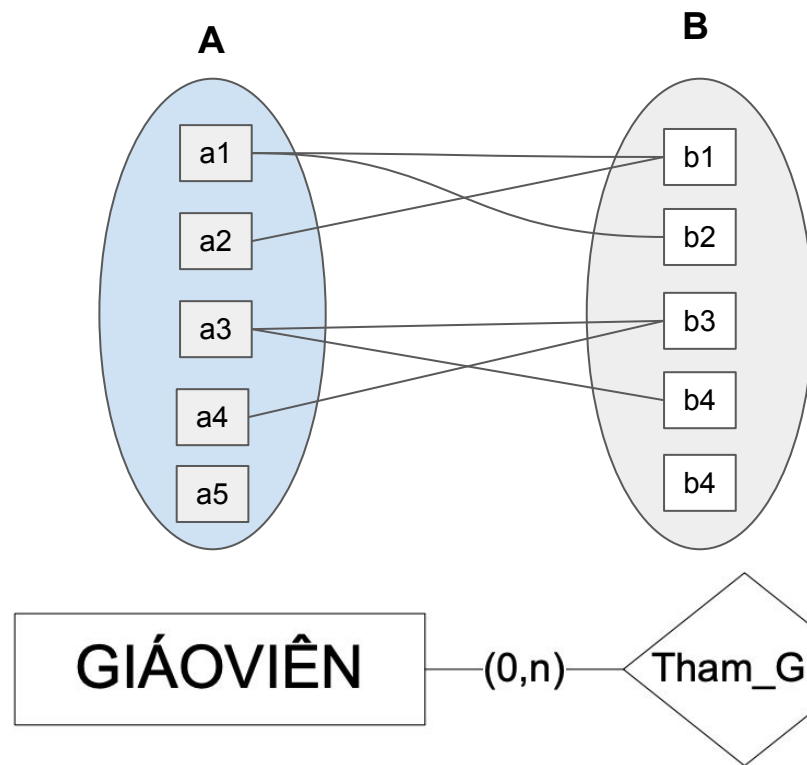 A B
a1 b1
a2 b2
a3 b3
a4 b4
a5 b4
GIÁOVIÊN (0,n) Tham_G